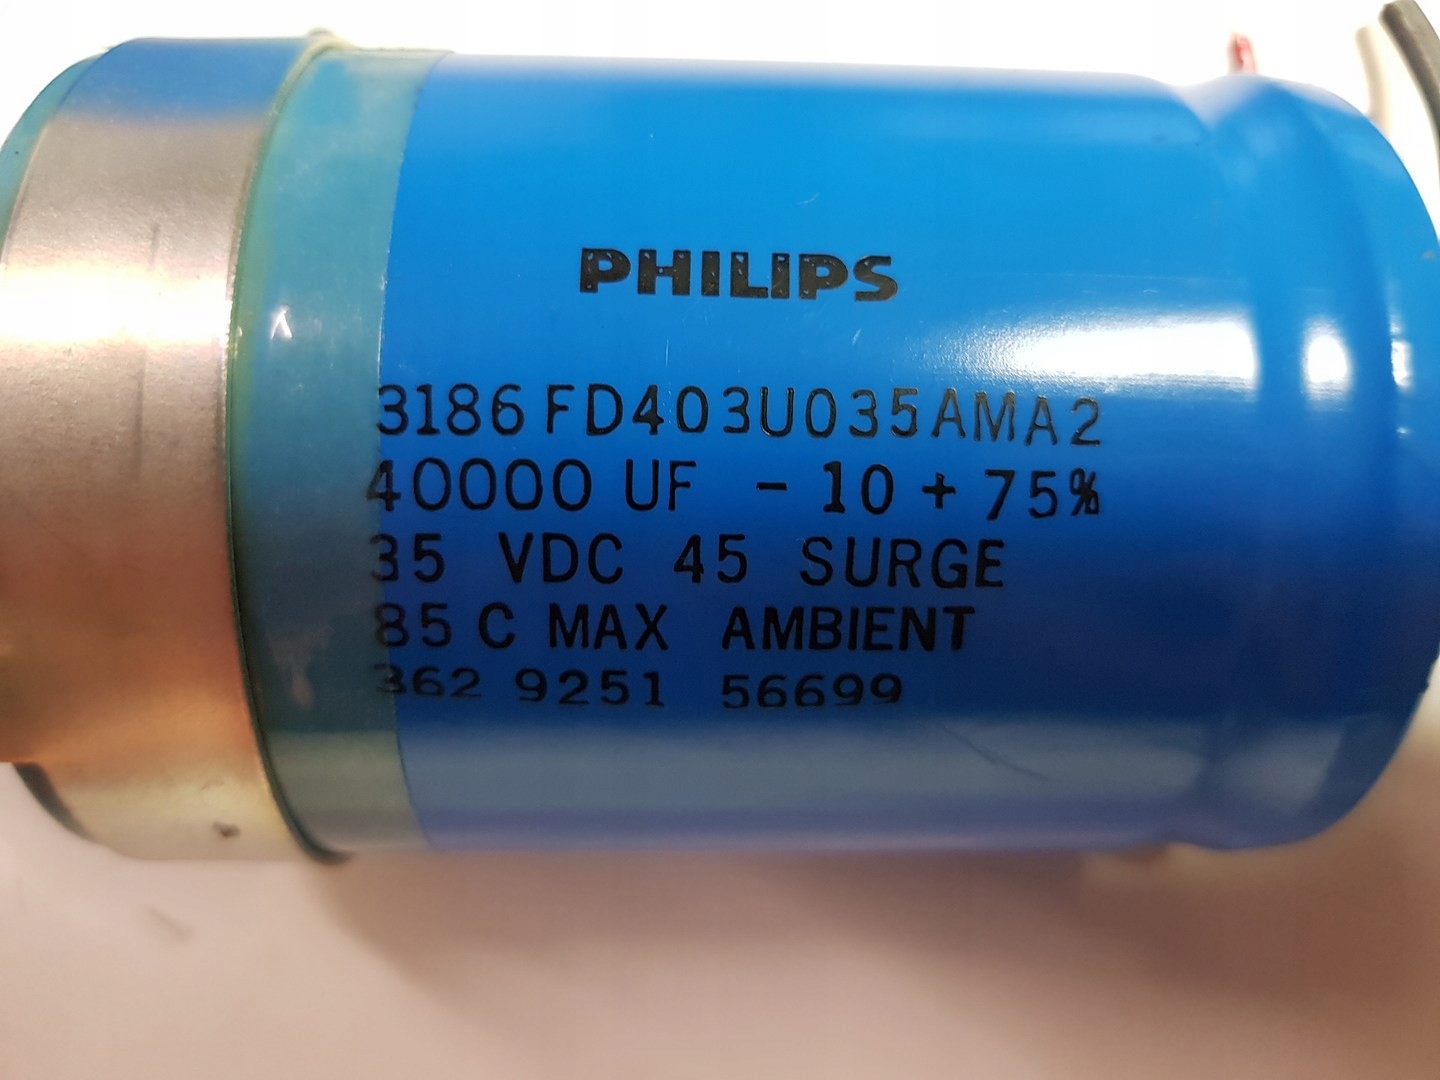 PHILIPS
3186 FD403U035AMA2
40000 UF - 10 + 75%
35 VDC 45 SURGE
85 C MAX AMBIENT
362 9251 56699